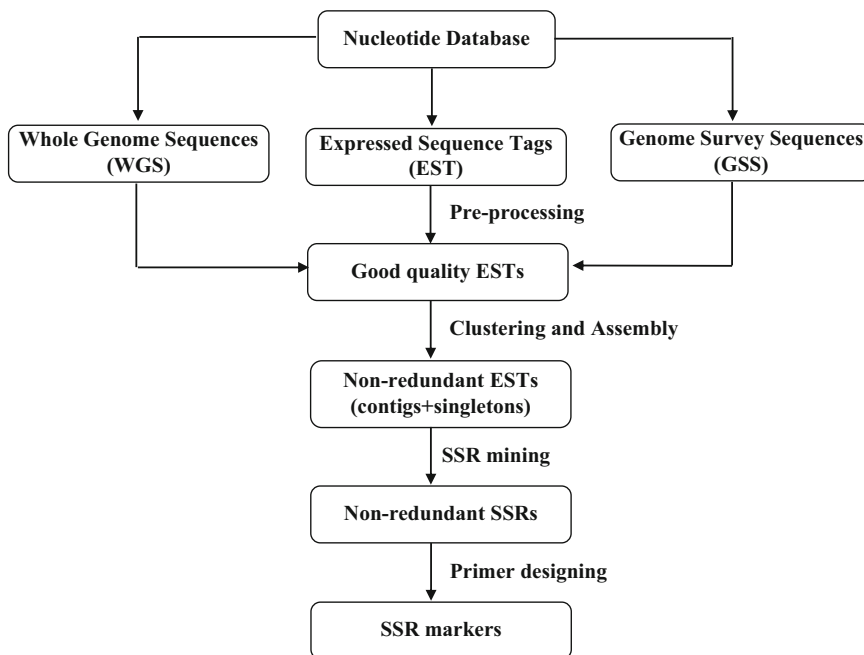 Nucleotide Database
Whole Genome Sequences
(WGS)
Expressed Sequence Tags
(EST)
Genome Survey Sequences
(GSS)
Pre-processing
Good quality ESTs
Clustering and Assembly
Non-redundant ESTs
(contigs+singletons)
SSR mining
Non-redundant SSRs
Primer designing
SSR markers